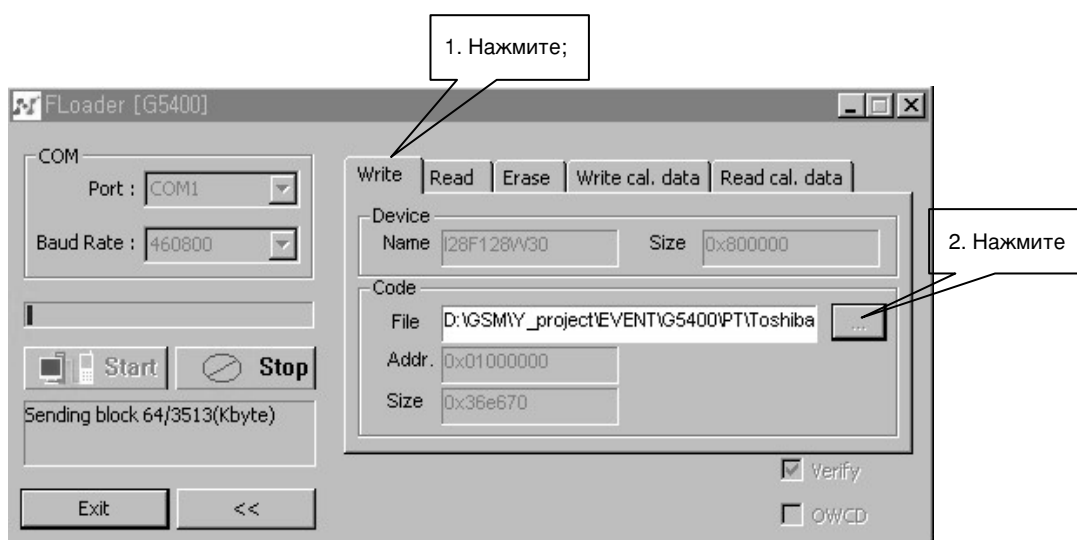 1. Нажмите;
FLoader [G5400]
COM
Port : COM1
Baud Rate : 460800
Start Stop
Sending block 64/3513(Kbyte)
Exit <<
Write Read Erase Write cal. data Read cal. data
Device
Name I28F128W30 Size 0x800000
Code
File D:\GSM\Y_project\EVENT\G5400\PT\Toshiba ...
Addr. 0x01000000
Size 0x36e670
Verify
OWCD
2. Нажмите